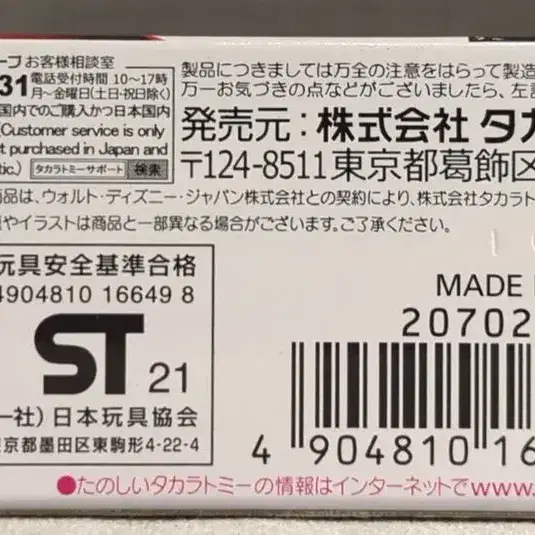 ープ お客様相談室
31 電話受付時間 10〜17時
月〜金曜日(土日·祝日除く)
国内でのご購入かつ日本国内
(Customer service is only
t purchased in Japan and
tic.) タカラトミーサポート 検索
製品につきましては万全の注意をはらって製造
万一お気づきの点などがございましたら、左
発売元:株式会社 タカ
〒124-8511 東京都葛飾区
品は、ウォルト·ディズニー·ジャパン株式会社との契約により、株式会社タカラト
やイラストは商品と一部異なる場合がございます。ご了承ください。
玩具安全基準合格
4904810 16649 8
ST 21
一社) 日本玩具協会
京都墨田区東駒形4-22-4
MADE
20702
4 904810 16
●たのしいタカラトミーの情報はインターネットで www.